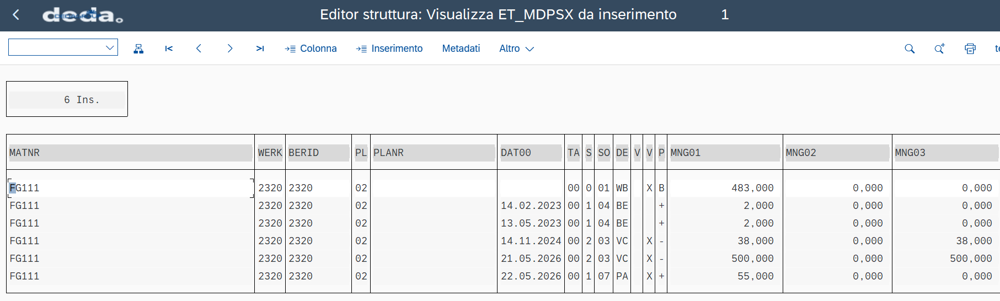 deda.
Editor struttura: Visualizza ET_MDPSX da inserimento 1
Colonna Inserimento Metadati Altro
6 Ins.
MATNR WERK BERID PL PLANR DAT00 TA S SO DE V V P MNG01 MNG02 MNG03
FG111 2320 2320 02 00 0 01 WB X B 483,000 0,000 0,000
FG111 2320 2320 02 14.02.2023 00 1 04 BE + 2,000 0,000 0,000
FG111 2320 2320 02 13.05.2023 00 1 04 BE + 2,000 0,000 0,000
FG111 2320 2320 02 14.11.2024 00 2 03 VC X - 38,000 0,000 38,000
FG111 2320 2320 02 21.05.2026 00 2 03 VC X - 500,000 0,000 500,000
FG111 2320 2320 02 22.05.2026 00 1 07 PA X + 55,000 0,000 0,000